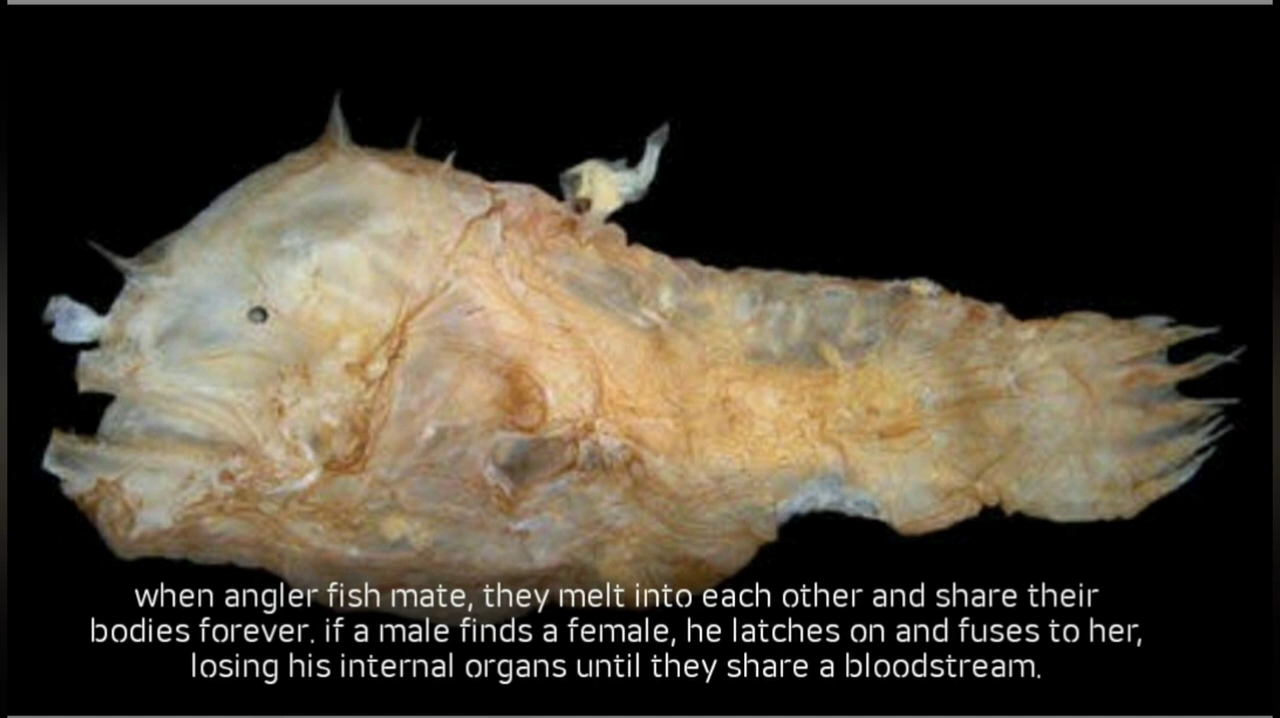 when angler fish mate, they melt into each other and share their
bodies forever. if a male finds a female, he latches on and fuses to her,
losing his internal organs until they share a bloodstream.